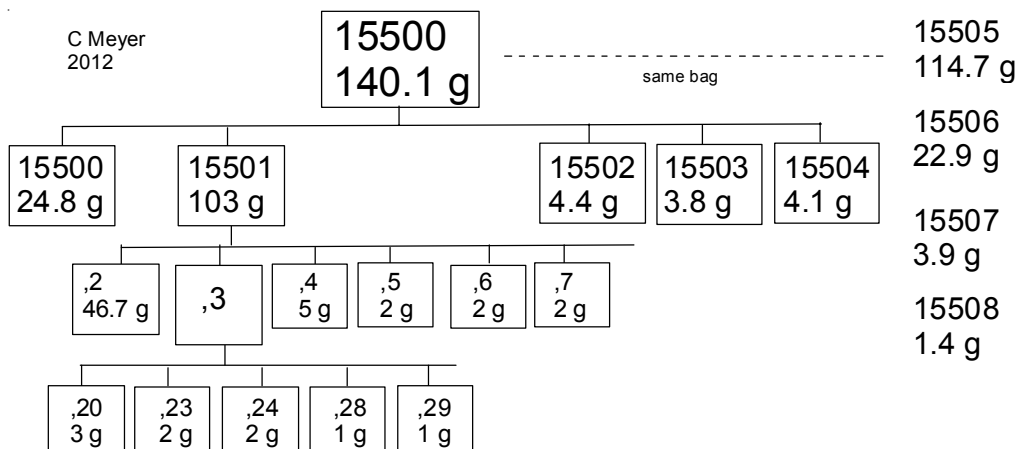 C Meyer
2012
15500
140.1 g
same bag
15505
114.7 g
15506
22.9 g
15507
3.9 g
15508
1.4 g
15500
24.8 g
15501
103 g
15502
4.4 g
15503
3.8 g
15504
4.1 g
,2
46.7 g
,3
,4
5 g
,5
2 g
,6
2 g
,7
2 g
,20
3 g
,23
2 g
,24
2 g
,28
1 g
,29
1 g